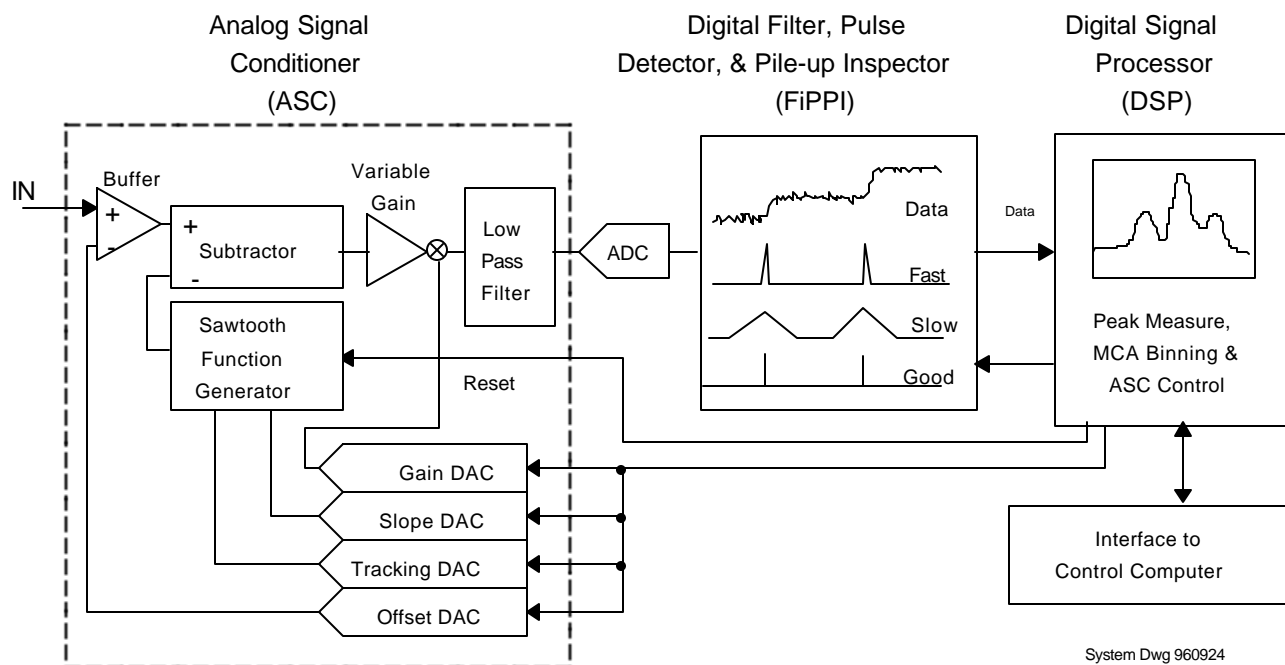 Analog Signal
Conditioner
(ASC)
Digital Filter, Pulse
Detector, & Pile-up Inspector
(FiPPI)
Digital Signal
Processor
(DSP)
IN
Buffer
+
-
+
Subtractor
-
Variable
Gain
Low
Pass
Filter
ADC
Data
Fast
Slow
Good
Data
Peak Measure,
MCA Binning &
ASC Control
Sawtooth
Function
Generator
Reset
Gain DAC
Slope DAC
Tracking DAC
Offset DAC
Interface to
Control Computer
System Dwg 960924